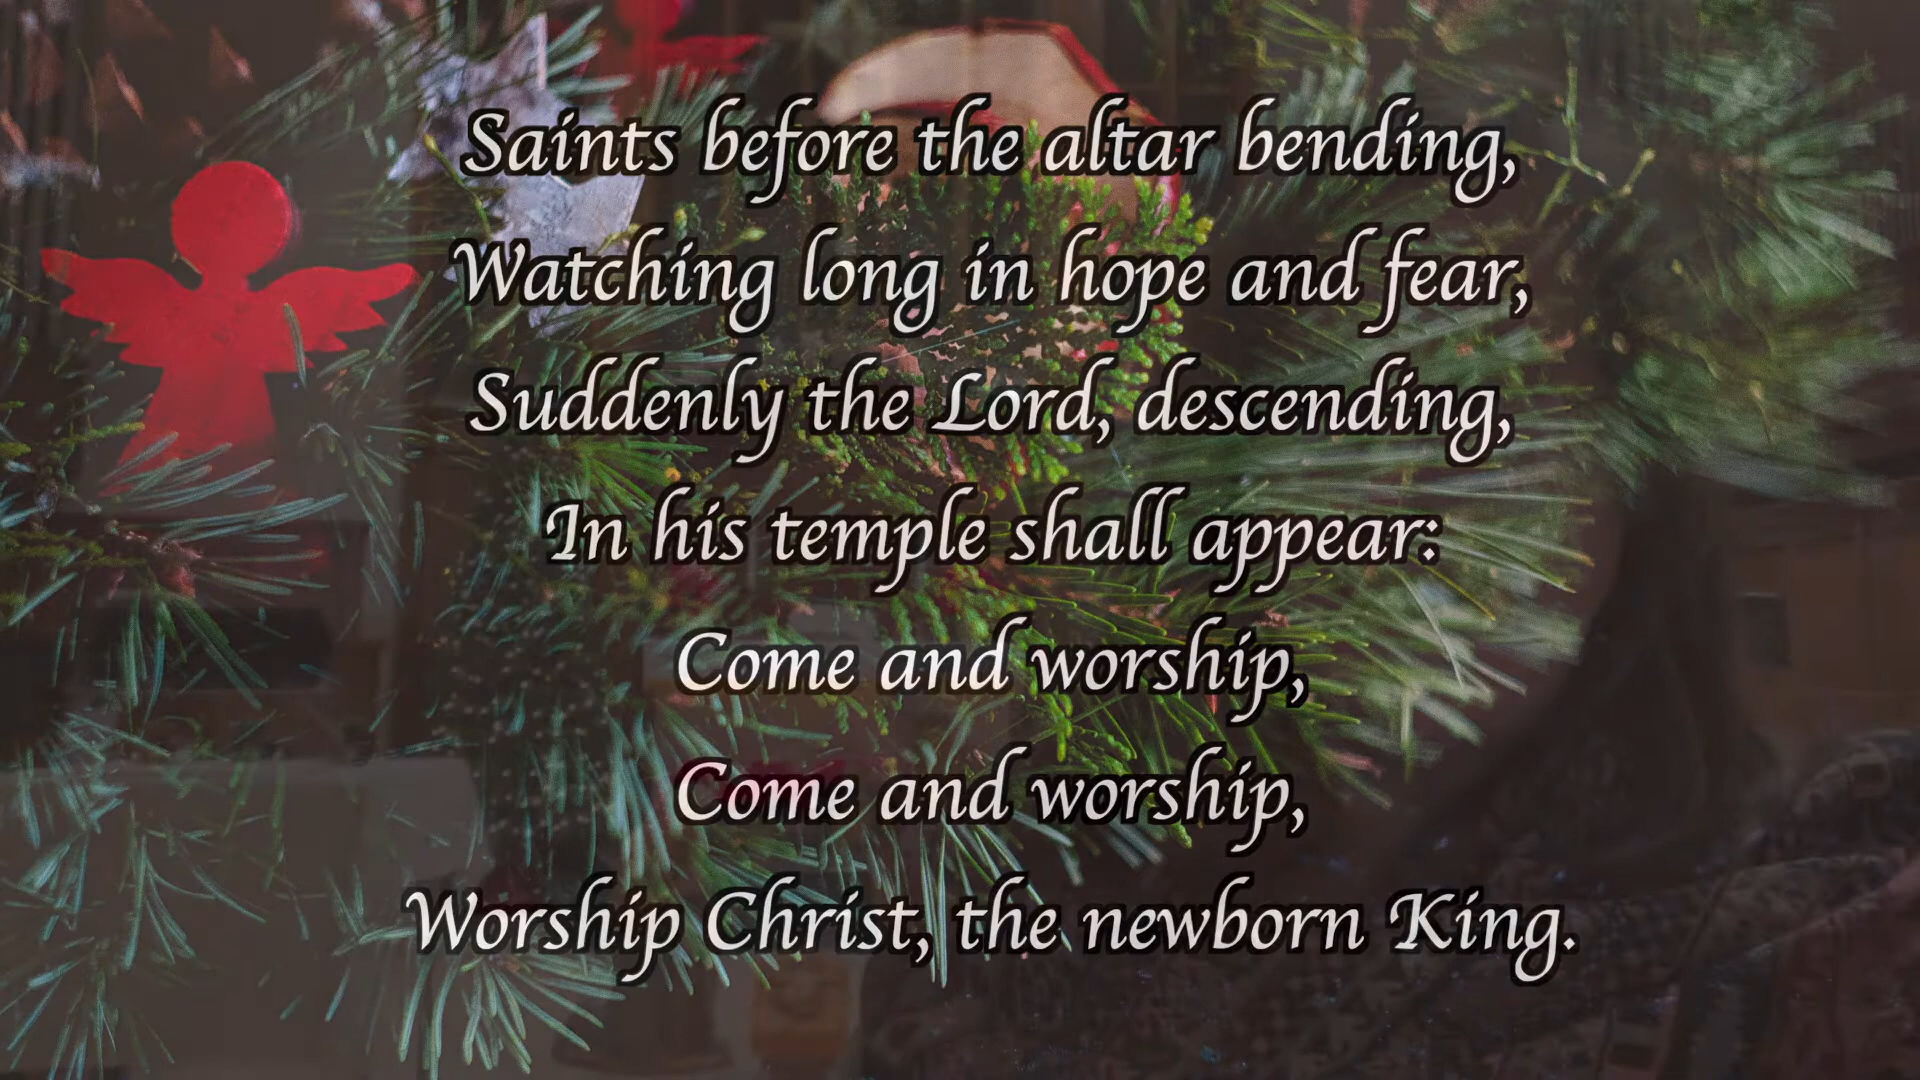 Saints before the altar bending,
Watching long in hope and fear,
Suddenly the Lord, descending,
In his temple shall appear:
Come and worship,
Come and worship,
Worship Christ, the newborn King.